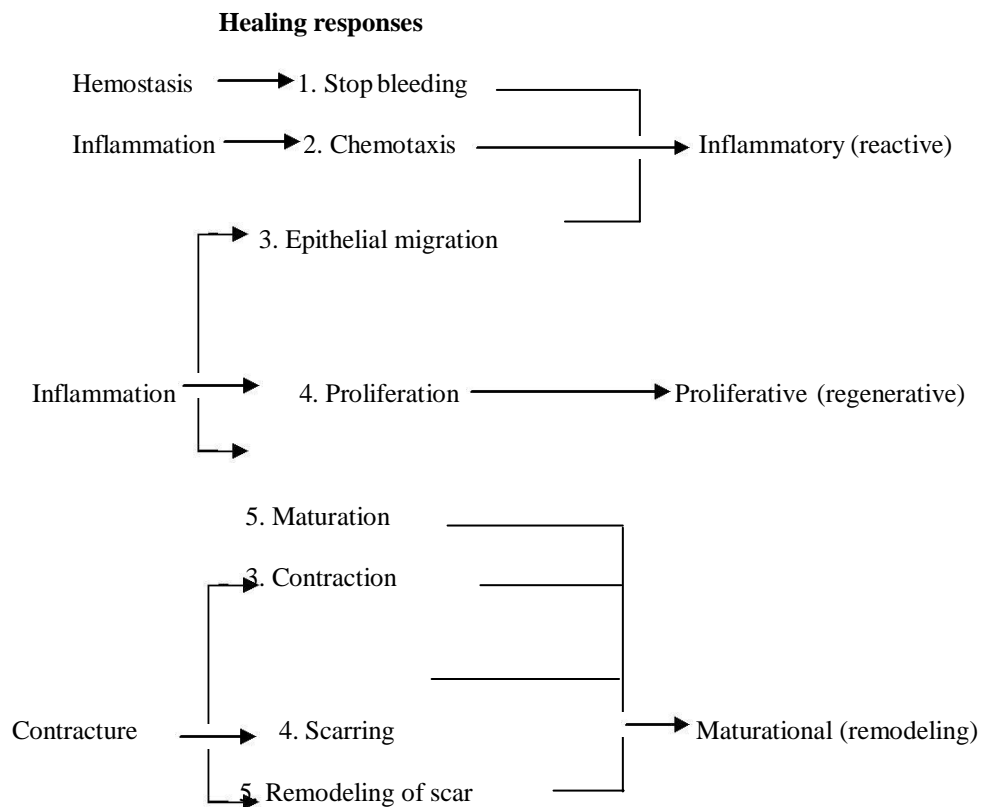 Healing responses
Hemostasis 1. Stop bleeding
Inflammation 2. Chemotaxis Inflammatory (reactive)
3. Epithelial migration
Inflammation 4. Proliferation Proliferative (regenerative)
5. Maturation
3. Contraction
Contracture 4. Scarring Maturational (remodeling)
5. Remodeling of scar